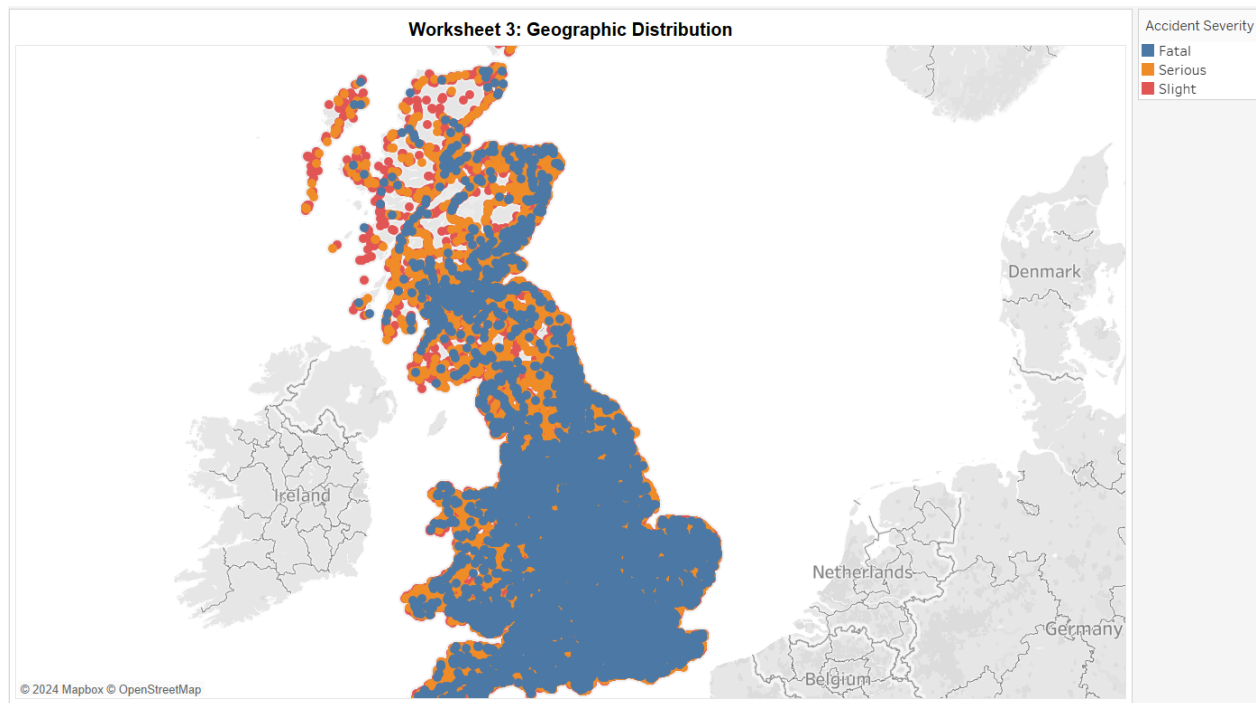 Worksheet 3: Geographic Distribution
Accident Severity
Fatal
Serious
Slight
Denmark
Ireland
Netherlands
Germany
Belgium
© 2024 Mapbox © OpenStreetMap